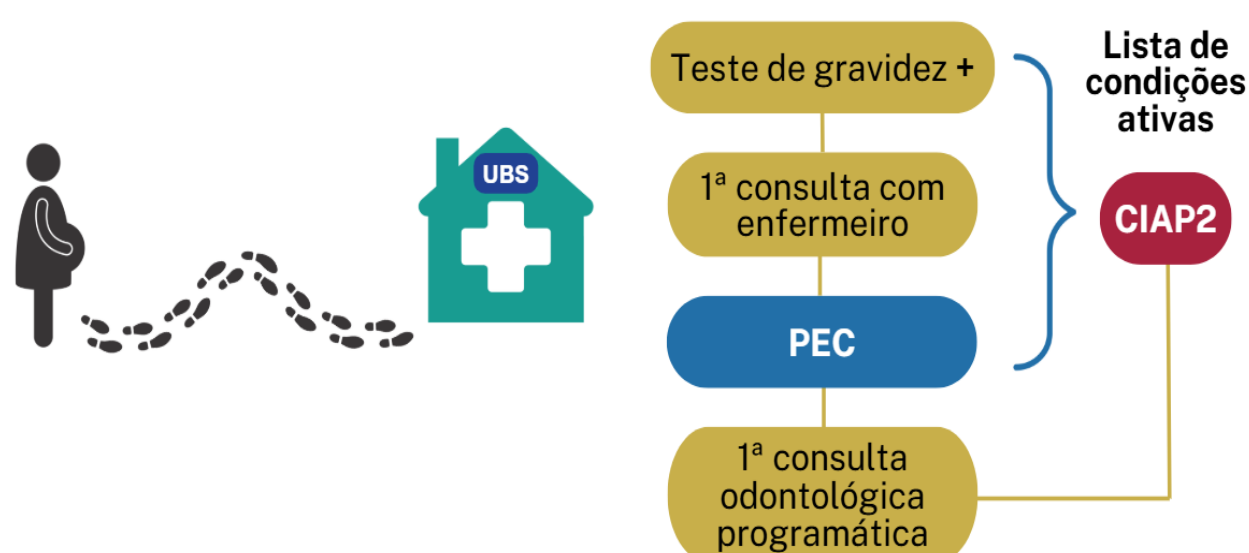 UBS
Teste de gravidez +
1ª consulta com
enfermeiro
PEC
1ª consulta
odontológica
programática
Lista de
condições
ativas
CIAP2